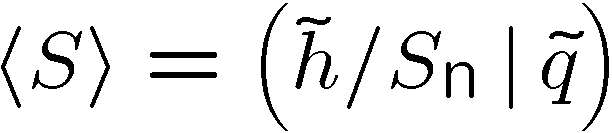 ⟨S⟩ = (h̃/Sₙ | q̃)